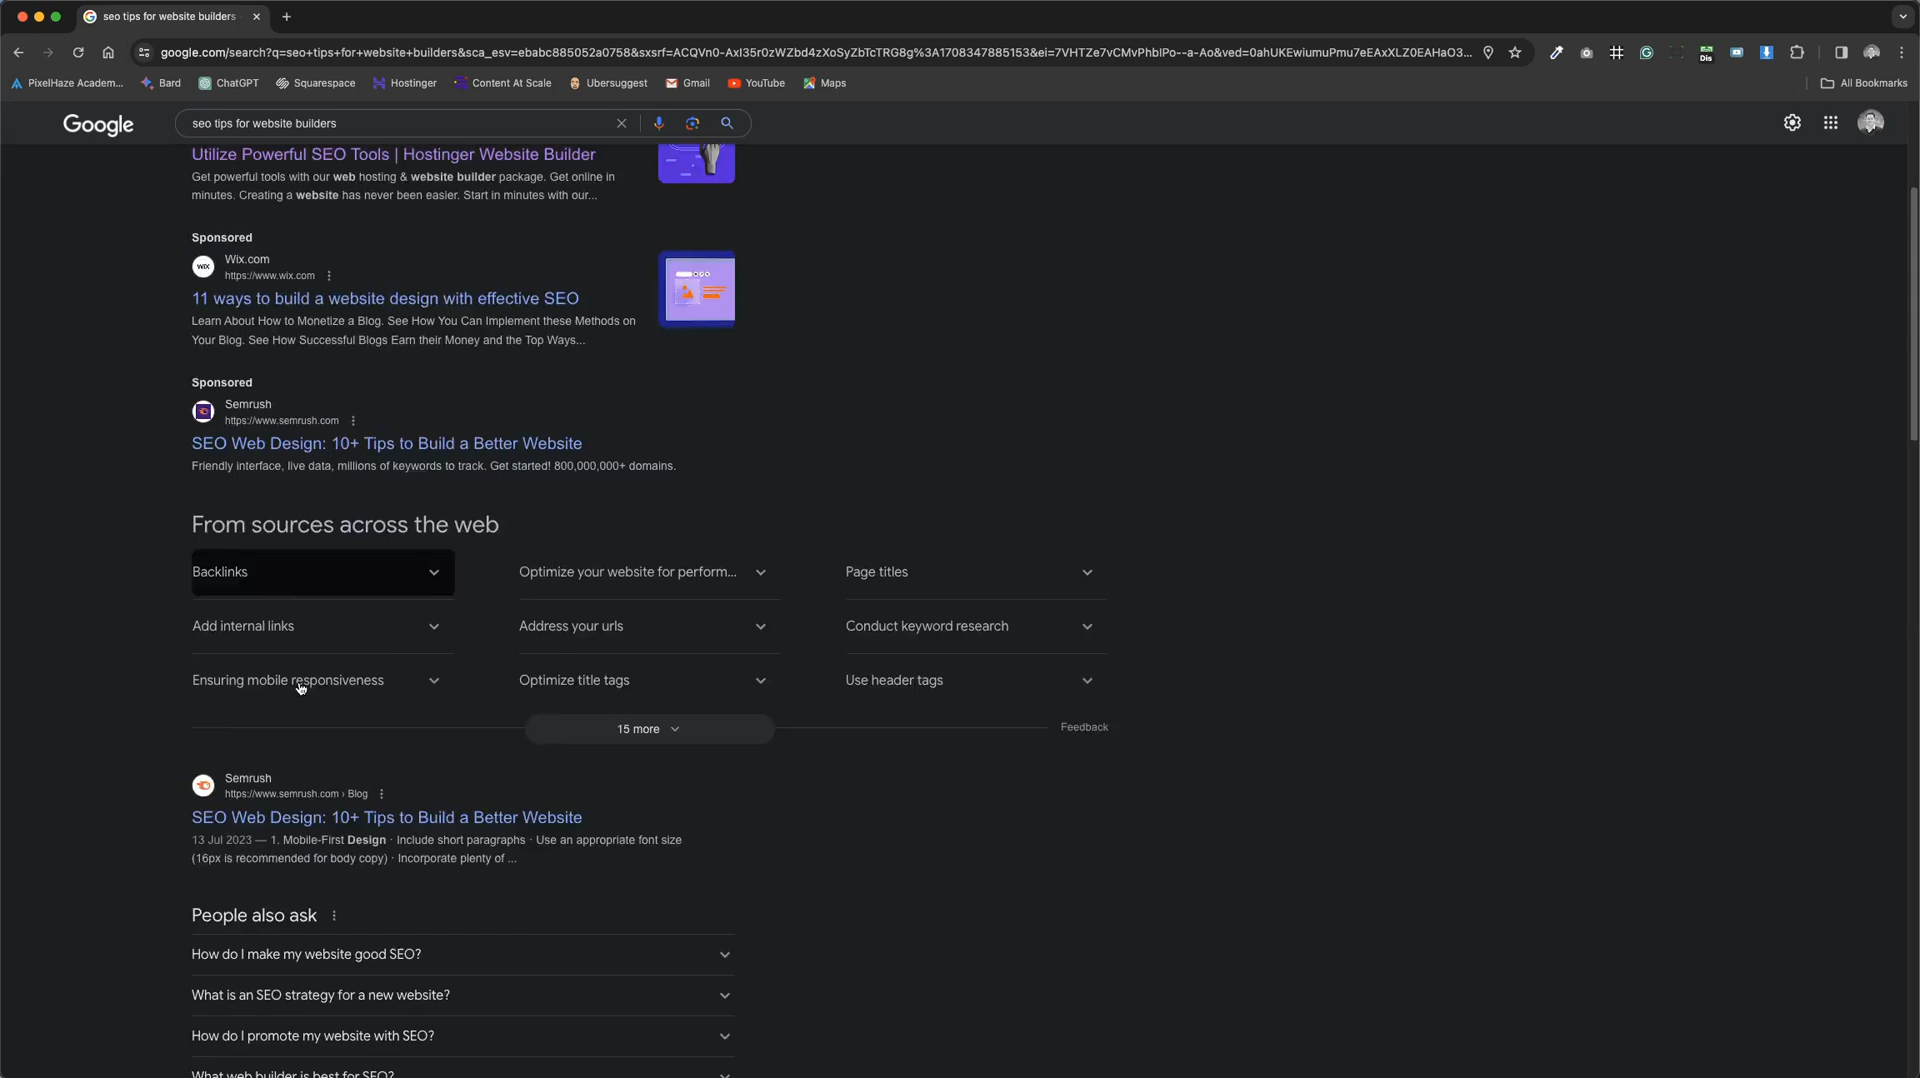 seo tips for website builders
google.com/search?q=seo+tips+for+website+builders&sca_esv=ebabc885052a0758&sxsrf=ACQVn0-AxI35r0zWZbd4zXoSyZbTcTRG8g%3A1708347885153&ei=7VHTZe7vCMvPhbIPo--a-Ao&ved=0ahUKEwiumuPmu7eEAxXLZ0EAHaO3...
PixelHaze Academ...
Bard
ChatGPT
Squarespace
Hostinger
Content At Scale
Ubersuggest
Gmail
YouTube
Maps
All Bookmarks
Google
seo tips for website builders
Utilize Powerful SEO Tools | Hostinger Website Builder
Get powerful tools with our web hosting & website builder package. Get online in
minutes. Creating a website has never been easier. Start in minutes with our...
Sponsored
WIX
Wix.com
https://www.wix.com
11 ways to build a website design with effective SEO
Learn About How to Monetize a Blog. See How You Can Implement these Methods on
Your Blog. See How Successful Blogs Earn their Money and the Top Ways...
Sponsored
Semrush
https://www.semrush.com
SEO Web Design: 10+ Tips to Build a Better Website
Friendly interface, live data, millions of keywords to track. Get started! 800,000,000+ domains.
From sources across the web
Backlinks
Optimize your website for perform...
Page titles
Add internal links
Address your urls
Conduct keyword research
Ensuring mobile responsiveness
Optimize title tags
Use header tags
15 more
Feedback
Semrush
https://www.semrush.com › Blog
SEO Web Design: 10+ Tips to Build a Better Website
13 Jul 2023 — 1. Mobile-First Design · Include short paragraphs · Use an appropriate font size
(16px is recommended for body copy) · Incorporate plenty of ...
People also ask
How do I make my website good SEO?
What is an SEO strategy for a new website?
How do I promote my website with SEO?
What web builder is best for SEO?